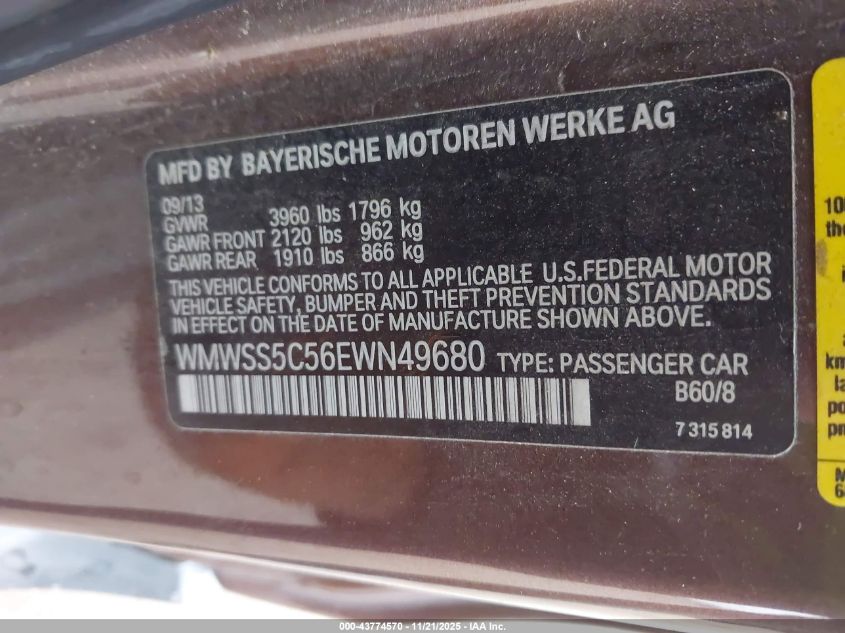 MFD BY BAYERISCHE MOTOREN WERKE AG
09/13
GVWR 3960 lbs 1796 kg
GAWR FRONT 2120 lbs 962 kg
GAWR REAR 1910 lbs 866 kg
THIS VEHICLE CONFORMS TO ALL APPLICABLE U.S.FEDERAL MOTOR
VEHICLE SAFETY, BUMPER AND THEFT PREVENTION STANDARDS
IN EFFECT ON THE DATE OF MANUFACTURE SHOWN ABOVE.
WMWSS5C56EWN49680 TYPE: PASSENGER CAR
B60/8
7 315 814
000-43774570 - 11/21/2025 - IAA Inc.